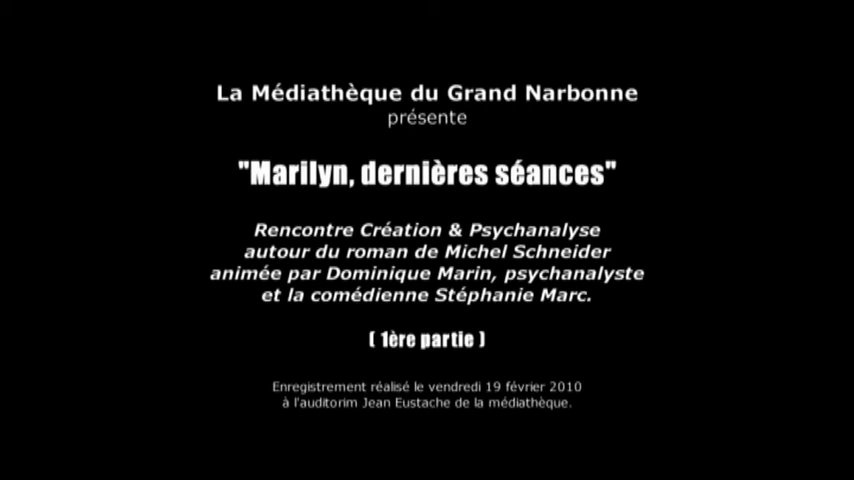 La Médiathèque du Grand Narbonne
présente
"Marilyn, dernières séances"
Rencontre Création & Psychanalyse
autour du roman de Michel Schneider
animée par Dominique Marin, psychanalyste
et la comédienne Stéphanie Marc.
( 1ère partie )
Enregistrement réalisé le vendredi 19 février 2010
à l'auditorim Jean Eustache de la médiathèque.